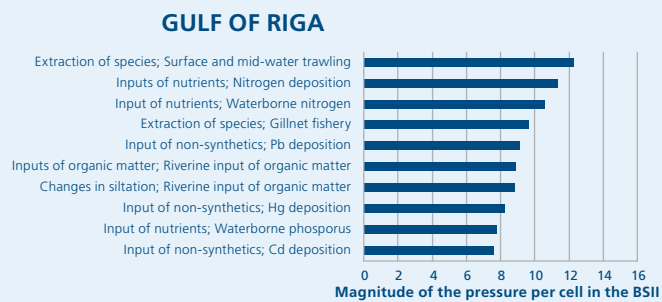 GULF OF RIGA
Extraction of species; Surface and mid-water trawling
Inputs of nutrients; Nitrogen deposition
Input of nutrients; Waterborne nitrogen
Extraction of species; Gillnet fishery
Input of non-synthetics; Pb deposition
Inputs of organic matter; Riverine input of organic matter
Changes in siltation; Riverine input of organic matter
Input of non-synthetics; Hg deposition
Input of nutrients; Waterborne phosporus
Input of non-synthetics; Cd deposition
0 2 4 6 8 10 12 14 16
Magnitude of the pressure per cell in the BSII